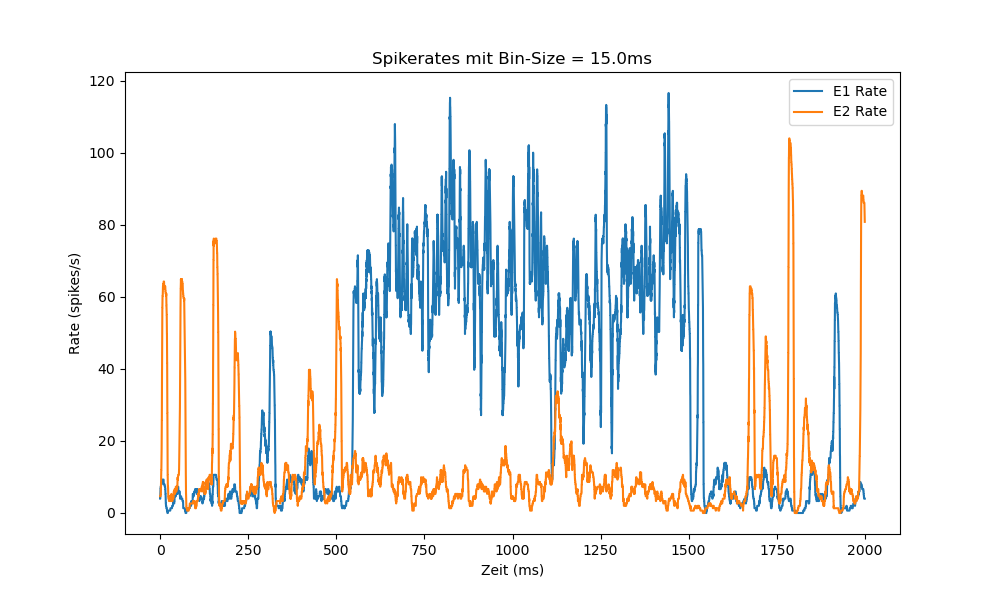 Spikerates mit Bin-Size = 15.0ms
E1 Rate
E2 Rate
Rate (spikes/s)
120
100
80
60
40
20
0
0 250 500 750 1000 1250 1500 1750 2000
Zeit (ms)